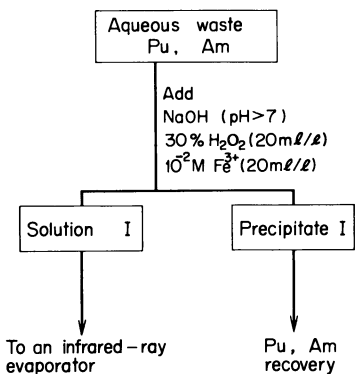 Aqueous waste
Pu, Am
Add
NaOH (pH>7)
30% H₂O₂(20mℓ/ℓ)
10⁻²M Fe³⁺(20mℓ/ℓ)
Solution I
Precipitate I
To an infrared-ray
evaporator
Pu, Am
recovery